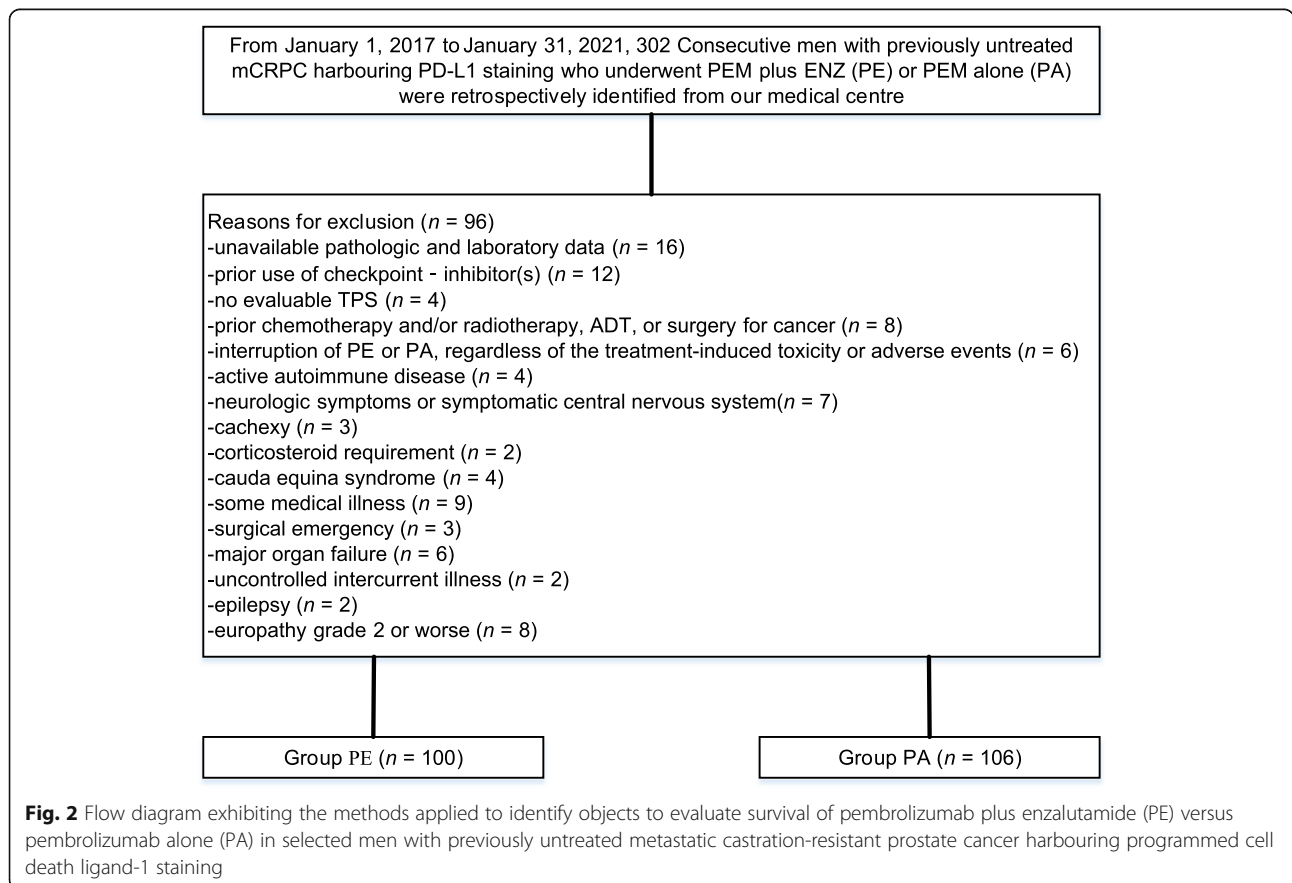 From January 1, 2017 to January 31, 2021, 302 Consecutive men with previously untreated
mCRPC harbouring PD-L1 staining who underwent PEM plus ENZ (PE) or PEM alone (PA)
were retrospectively identified from our medical centre
Reasons for exclusion (n = 96)
-unavailable pathologic and laboratory data (n = 16)
-prior use of checkpoint - inhibitor(s) (n = 12)
-no evaluable TPS (n = 4)
-prior chemotherapy and/or radiotherapy, ADT, or surgery for cancer (n = 8)
-interruption of PE or PA, regardless of the treatment-induced toxicity or adverse events (n = 6)
-active autoimmune disease (n = 4)
-neurologic symptoms or symptomatic central nervous system(n = 7)
-cachexy (n = 3)
-corticosteroid requirement (n = 2)
-cauda equina syndrome (n = 4)
-some medical illness (n = 9)
-surgical emergency (n = 3)
-major organ failure (n = 6)
-uncontrolled intercurrent illness (n = 2)
-epilepsy (n = 2)
-europathy grade 2 or worse (n = 8)
Group PE (n = 100)
Group PA (n = 106)
Fig. 2 Flow diagram exhibiting the methods applied to identify objects to evaluate survival of pembrolizumab plus enzalutamide (PE) versus
pembrolizumab alone (PA) in selected men with previously untreated metastatic castration-resistant prostate cancer harbouring programmed cell
death ligand-1 staining